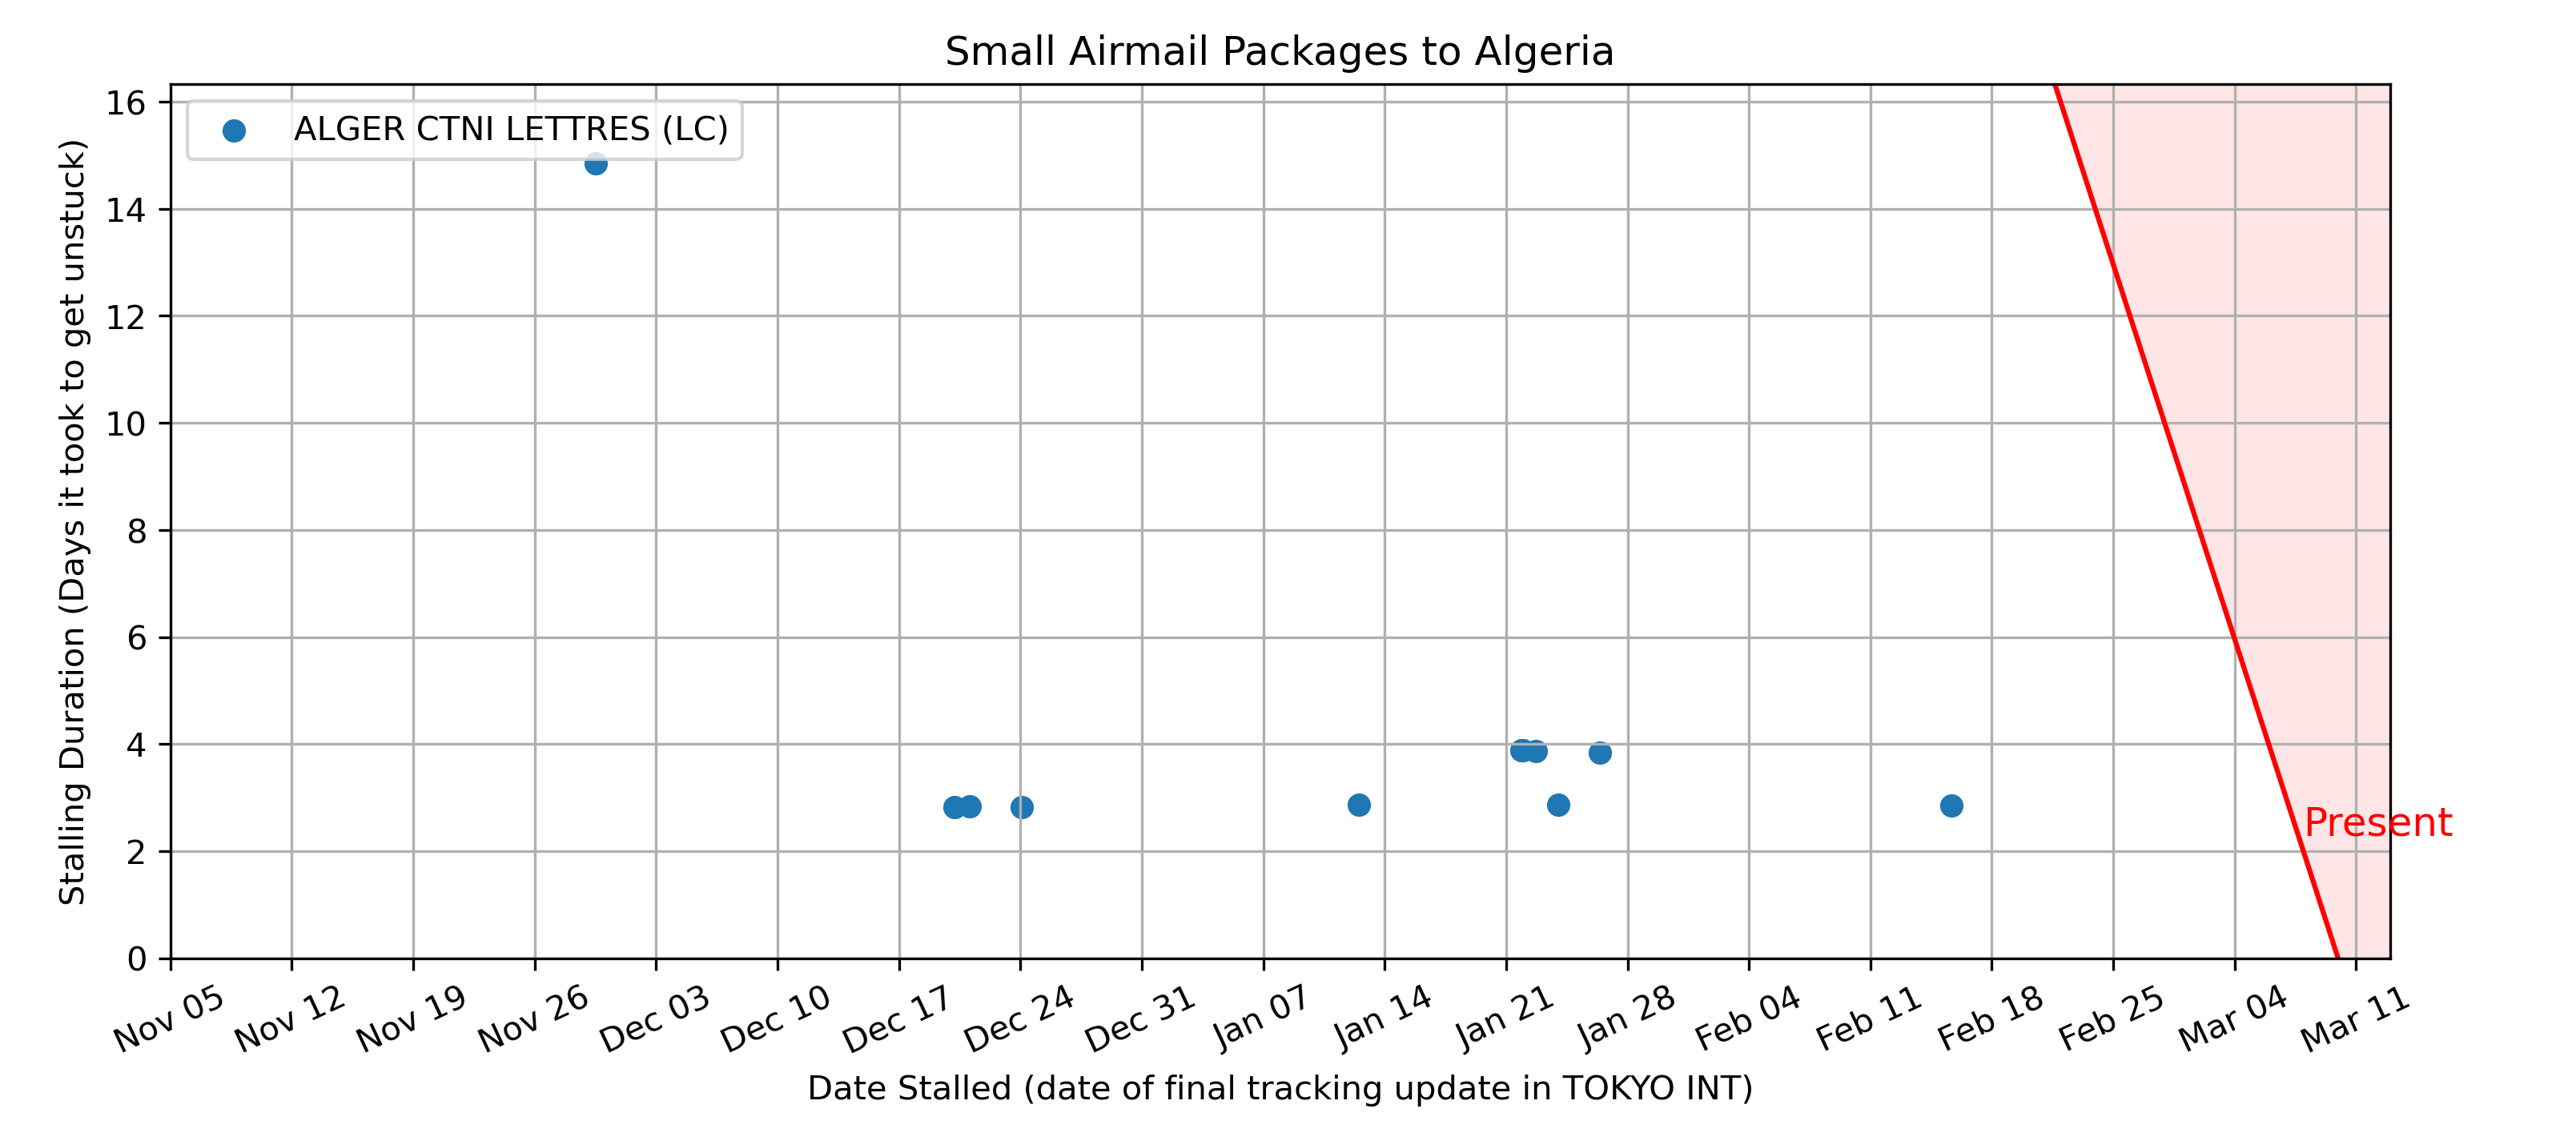 Small Airmail Packages to Algeria
ALGER CTNI LETTRES (LC)
Stalling Duration (Days it took to get unstuck)
16
14
12
10
8
6
4
2
0
Present
Nov 05 Nov 12 Nov 19 Nov 26 Dec 03 Dec 10 Dec 17 Dec 24 Dec 31 Jan 07 Jan 14 Jan 21 Jan 28 Feb 04 Feb 11 Feb 18 Feb 25 Mar 04 Mar 11
Date Stalled (date of final tracking update in TOKYO INT)